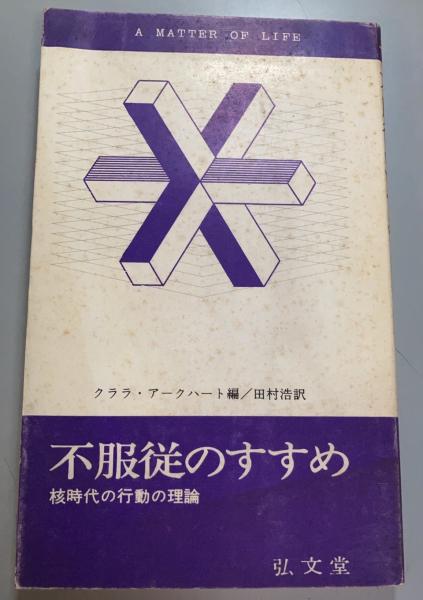 A MATTER OF LIFE
クララ・アークハート編/田村浩訳
不服従のすすめ
核時代の行動の理論
弘文堂